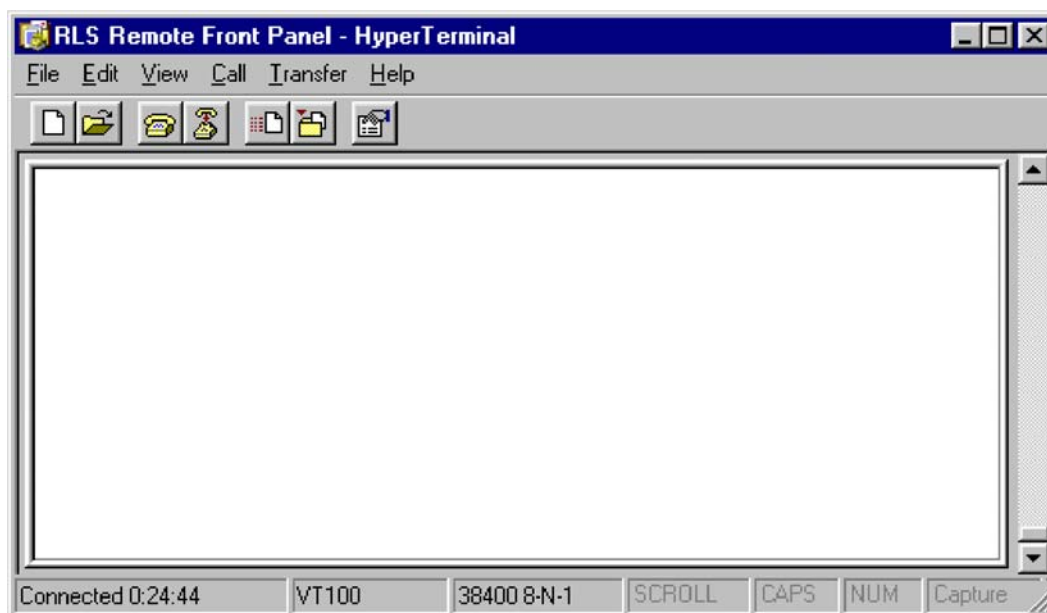 RLS Remote Front Panel - HyperTerminal
File Edit View Call Transfer Help
Connected 0:24:44 VT100 38400 8-N-1 SCROLL CAPS NUM Capture